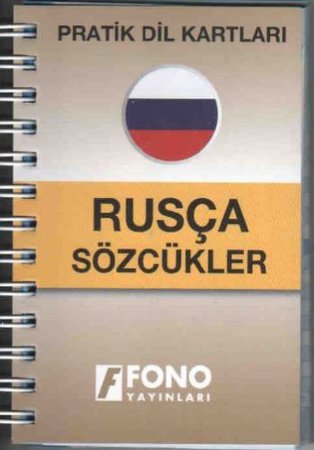 PRATİK DİL KARTLARI
RUSÇA
SÖZCÜKLER
FONO
YAYINLARI